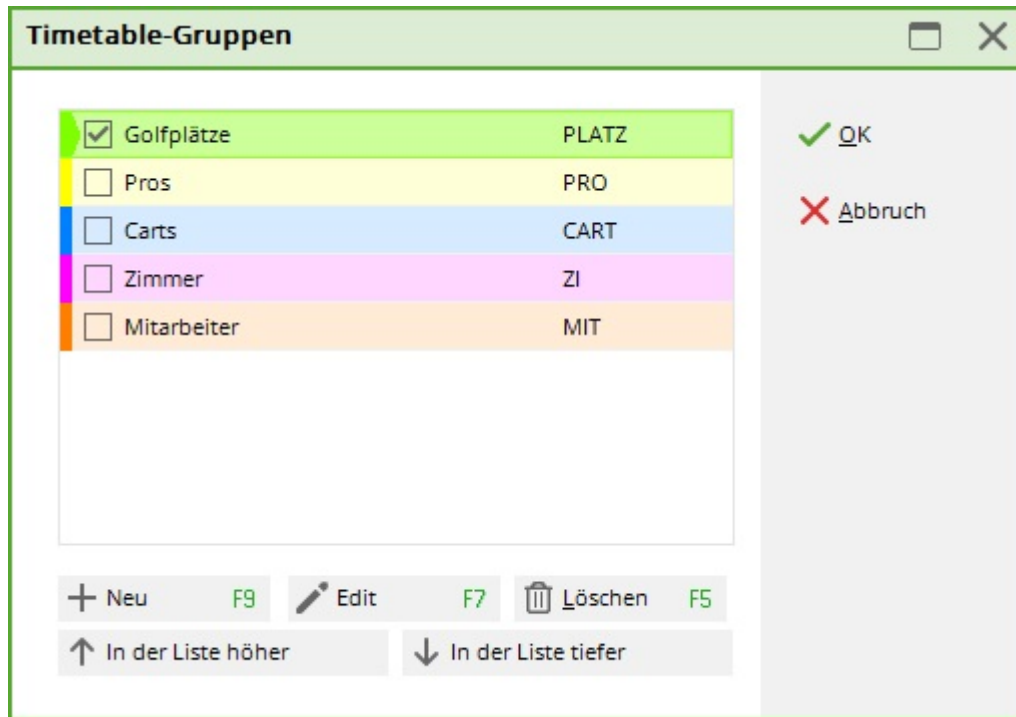 Timetable-Gruppen
Golfplätze PLATZ
Pros PRO
Carts CART
Zimmer ZI
Mitarbeiter MIT
OK
Abbruch
Neu F9 Edit F7 Löschen F5
In der Liste höher In der Liste tiefer